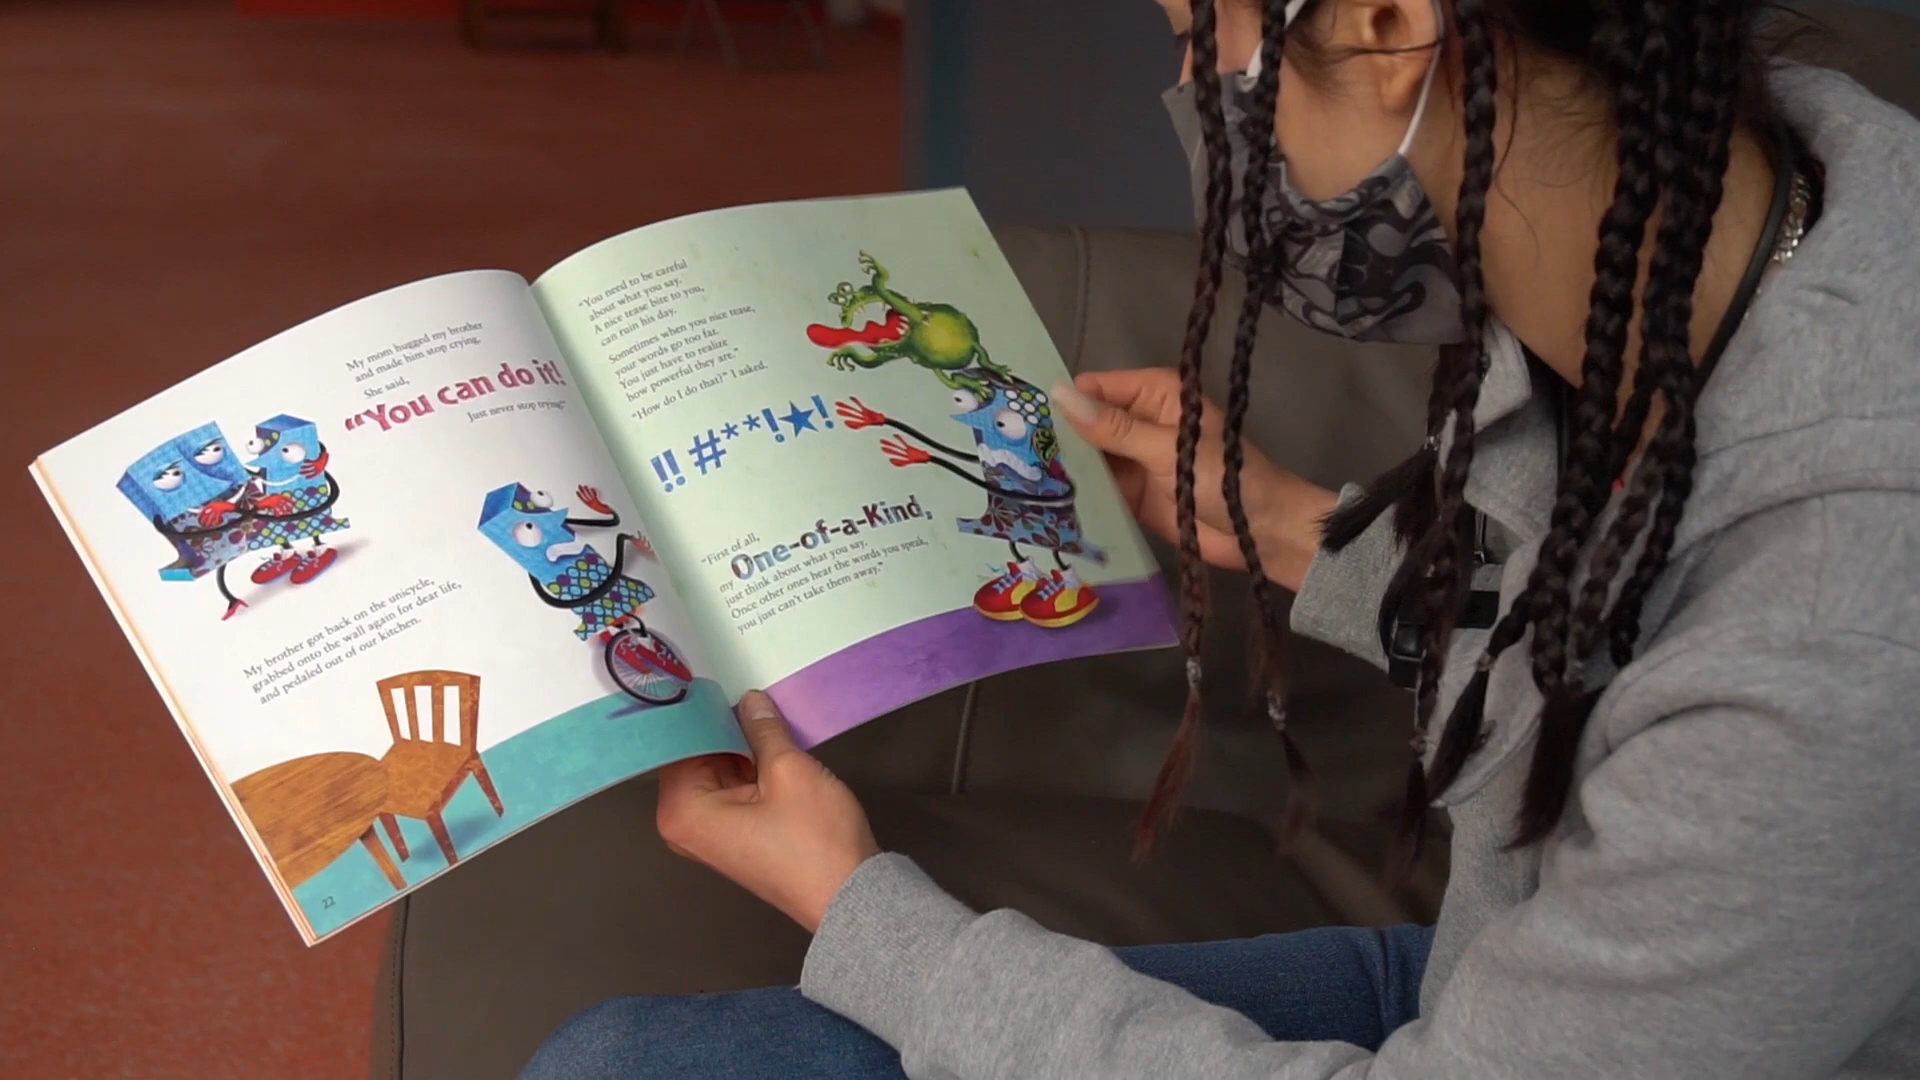 My mom hugged my brother
and made him stop crying.
She said,
"You can do it!
Just never stop trying."
My brother got back on the unicycle,
grabbed onto the wall again for dear life,
and pedaled out of our kitchen.
22
"You need to be careful
about what you say.
A nice tease bite to you,
can ruin his day.
Sometimes when you nice tease,
your words go too far.
You just have to realize
how powerful they are."
"How do I do that?" I asked.
!! #**!★!
"First of all,
my One-of-a-Kind,
just think about what you say.
Once other ones hear the words you speak,
you just can't take them away."